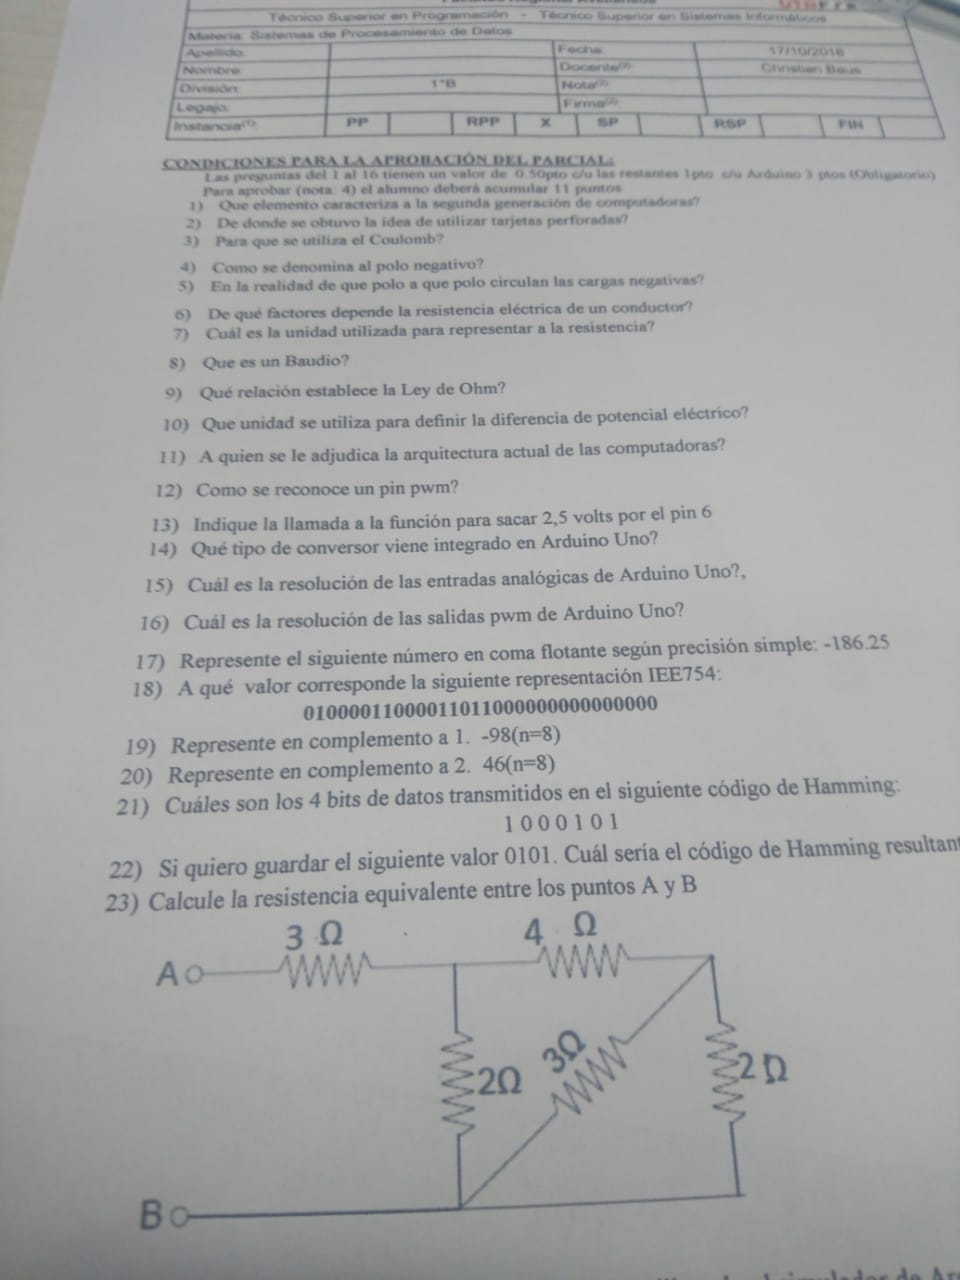 Técnico Superior en Programación - Técnico Superior en Sistemas Informáticos
Materia: Sistemas de Procesamiento de Datos
Apellido: Fecha: 17/10/2018
Nombre: Docente(2): Christian Baus
División: 1°B Nota(2):
Legajo: Firma(2):
Instancia(1): PP RPP X SP RSP FIN
CONDICIONES PARA LA APROBACIÓN DEL PARCIAL:
Las preguntas del 1 al 16 tienen un valor de 0.50pto c/u las restantes 1pto c/u Arduino 3 ptos (Obligatorio)
Para aprobar (nota: 4) el alumno deberá acumular 11 puntos
1) Que elemento caracteriza a la segunda generación de computadoras?
2) De donde se obtuvo la idea de utilizar tarjetas perforadas?
3) Para que se utiliza el Coulomb?
4) Como se denomina al polo negativo?
5) En la realidad de que polo a que polo circulan las cargas negativas?
6) De qué factores depende la resistencia eléctrica de un conductor?
7) Cuál es la unidad utilizada para representar a la resistencia?
8) Que es un Baudio?
9) Qué relación establece la Ley de Ohm?
10) Que unidad se utiliza para definir la diferencia de potencial eléctrico?
11) A quien se le adjudica la arquitectura actual de las computadoras?
12) Como se reconoce un pin pwm?
13) Indique la llamada a la función para sacar 2,5 volts por el pin 6
14) Qué tipo de conversor viene integrado en Arduino Uno?
15) Cuál es la resolución de las entradas analógicas de Arduino Uno?,
16) Cuál es la resolución de las salidas pwm de Arduino Uno?
17) Represente el siguiente número en coma flotante según precisión simple: -186.25
18) A qué valor corresponde la siguiente representación IEE754:
01000011000011011000000000000000
19) Represente en complemento a 1. -98(n=8)
20) Represente en complemento a 2. 46(n=8)
21) Cuáles son los 4 bits de datos transmitidos en el siguiente código de Hamming:
1 0 0 0 1 0 1
22) Si quiero guardar el siguiente valor 0101. Cuál sería el código de Hamming resultant
23) Calcule la resistencia equivalente entre los puntos A y B
3 Ω 4 Ω
A
2Ω 3Ω 2Ω
B